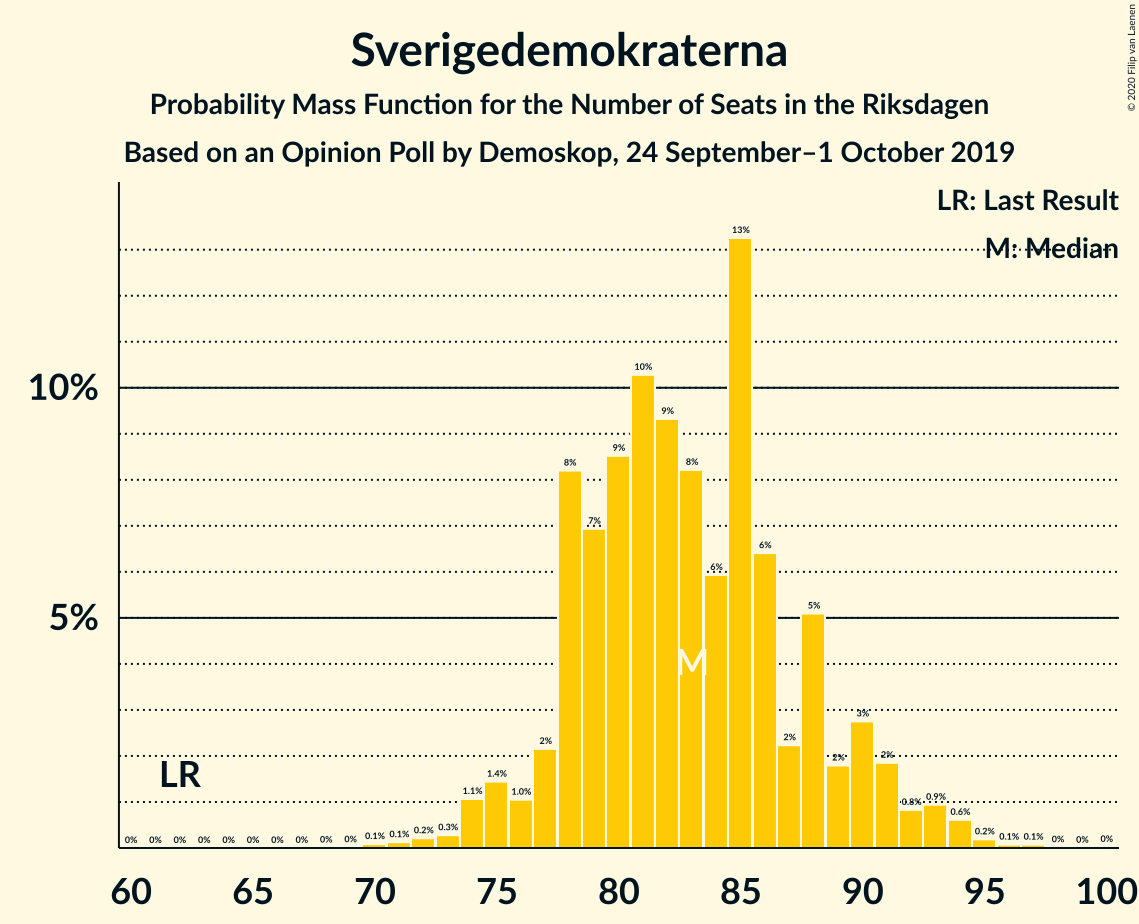 Sverigedemokraterna
Probability Mass Function for the Number of Seats in the Riksdagen
Based on an Opinion Poll by Demoskop, 24 September–1 October 2019
© 2020 Filip van Laenen
LR: Last Result
M: Median
10%
5%
0% 0% 0% 0% 0% 0% 0% 0% 0% 0% 0.1% 0.1% 0.2% 0.3% 1.1% 1.4% 1.0% 2% 8% 7% 9% 10% 9% 8% 6% 13% 6% 2% 5% 2% 3% 2% 0.8% 0.9% 0.6% 0.2% 0.1% 0.1% 0% 0% 0%
M
LR
60 65 70 75 80 85 90 95 100